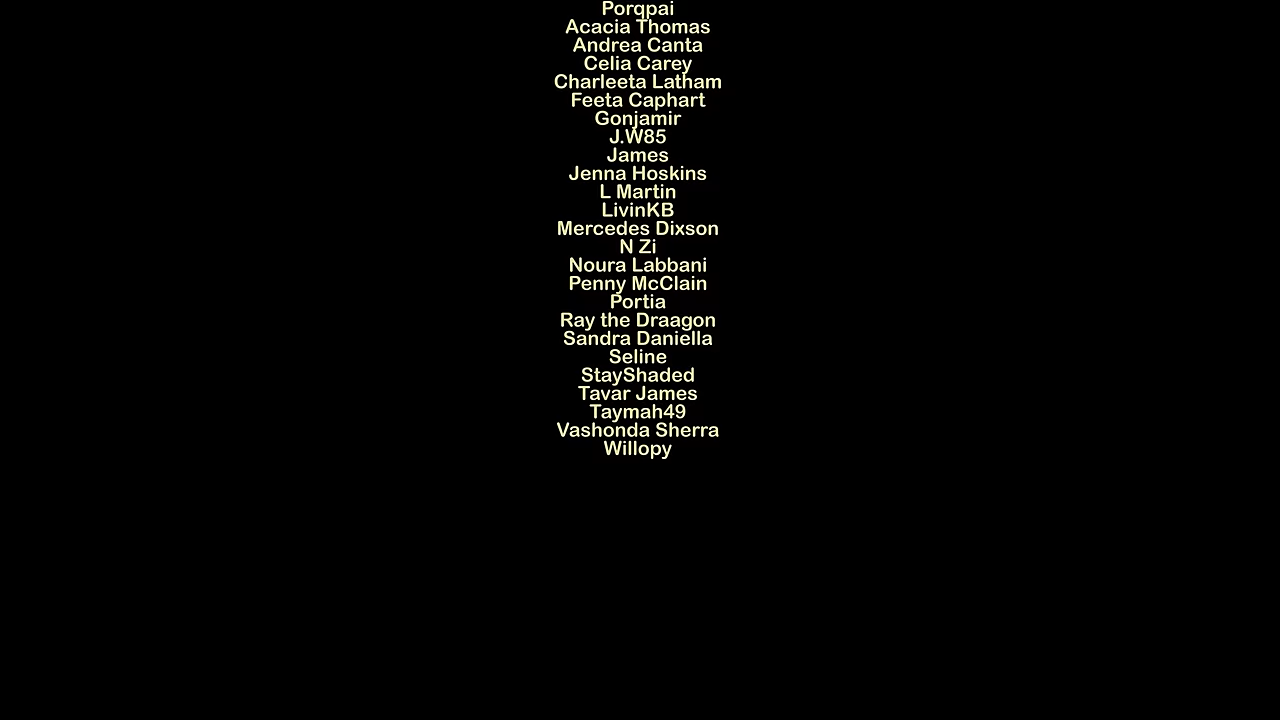 Porqpai
Acacia Thomas
Andrea Canta
Celia Carey
Charleeta Latham
Feeta Caphart
Gonjamir
J.W85
James
Jenna Hoskins
L Martin
LivinKB
Mercedes Dixson
N Zi
Noura Labbani
Penny McClain
Portia
Ray the Draagon
Sandra Daniella
Seline
StayShaded
Tavar James
Taymah49
Vashonda Sherra
Willopy